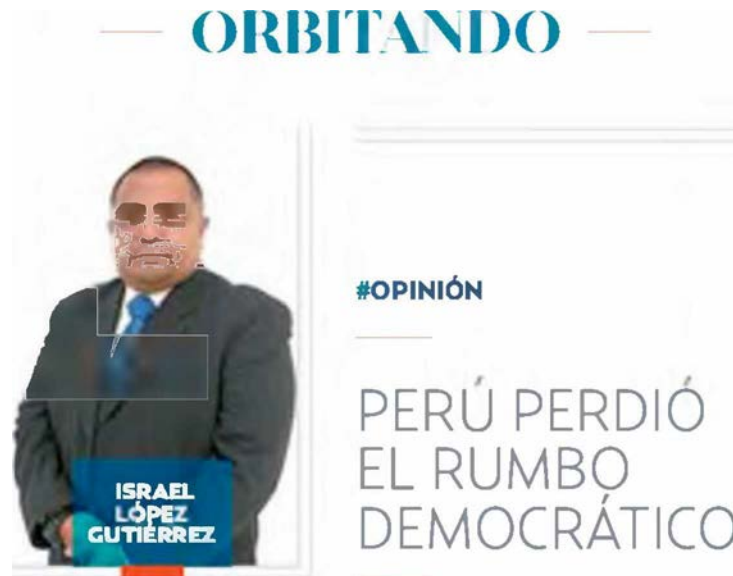 ORBITANDO
#OPINIÓN
PERÚ PERDIÓ
EL RUMBO
DEMOCRÁTICO
ISRAEL
LÓPEZ
GUTIÉRREZ